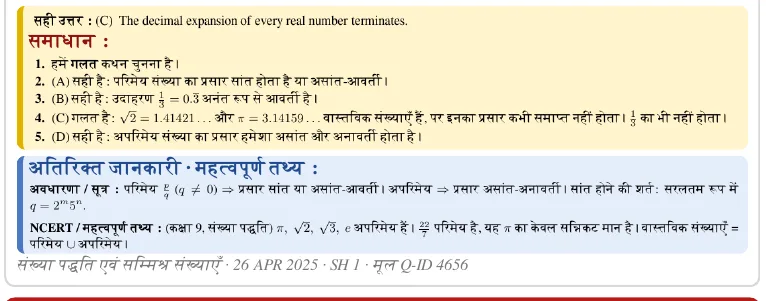 सही उत्तर : (C) The decimal expansion of every real number terminates.
समाधान :
1. हमें गलत कथन चुनना है।
2. (A) सही है : परिमेय संख्या का प्रसार सांत होता है या असांत-आवर्ती।
3. (B) सही है : उदाहरण 1/3 = 0.3̅ अनंत रूप से आवर्ती है।
4. (C) गलत है : √2 = 1.41421 . . . और π = 3.14159 . . . वास्तविक संख्याएँ हैं, पर इनका प्रसार कभी समाप्त नहीं होता। 1/3 का भी नहीं होता।
5. (D) सही है : अपरिमेय संख्या का प्रसार हमेशा असांत और अनावर्ती होता है।
अतिरिक्त जानकारी · महत्वपूर्ण तथ्य :
अवधारणा / सूत्र : परिमेय p/q (q ≠ 0) ⇒ प्रसार सांत या असांत-आवर्ती। अपरिमेय ⇒ प्रसार असांत-अनावर्ती। सांत होने की शर्त : सरलतम रूप में
q = 2ᵐ5ⁿ.
NCERT / महत्वपूर्ण तथ्य : (कक्षा 9, संख्या पद्धति) π, √2, √3, e अपरिमेय हैं। 22/7 परिमेय है, यह π का केवल सन्निकट मान है। वास्तविक संख्याएँ =
परिमेय ∪ अपरिमेय।
संख्या पद्धति एवं सम्मिश्र संख्याएँ · 26 APR 2025 · SH 1 · मूल Q-ID 4656